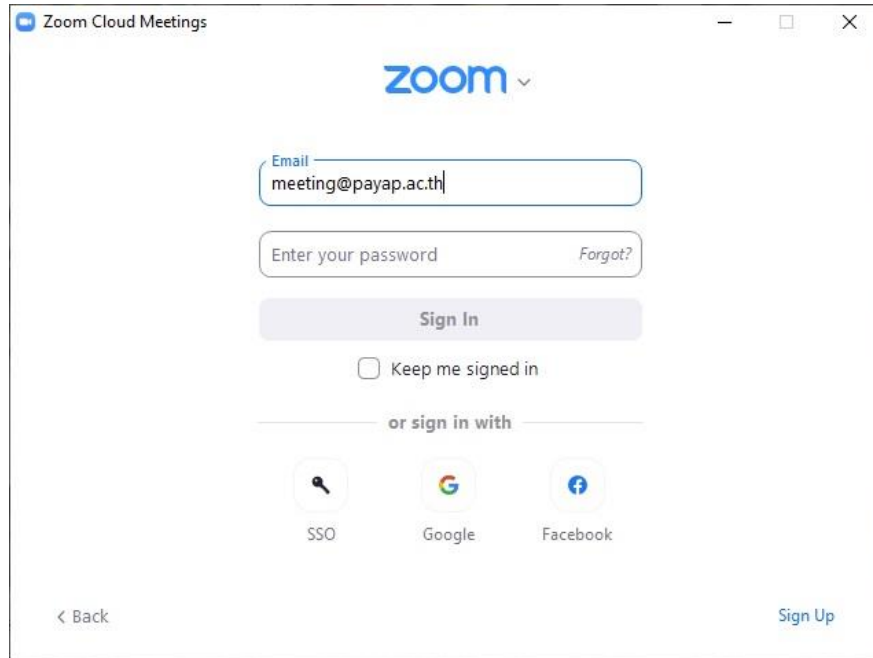 Zoom Cloud Meetings
zoom
Email
meeting@payap.ac.th
Enter your password Forgot?
Sign In
Keep me signed in
or sign in with
SSO Google Facebook
< Back Sign Up